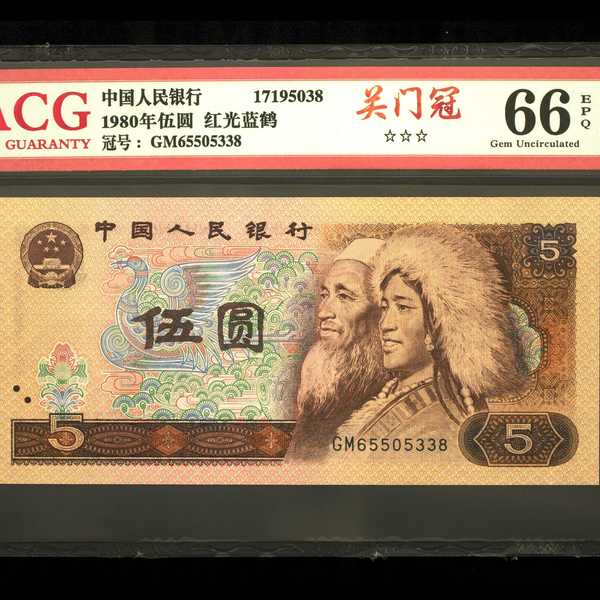 ACG
GUARANTY
中国人民银行 17195038
1980年伍圆 红光蓝鹤
冠号：GM65505338
关门冠
☆☆☆
66
EPQ
Gem Uncirculated
中国人民银行
5
伍圆
5
GM65505338
5